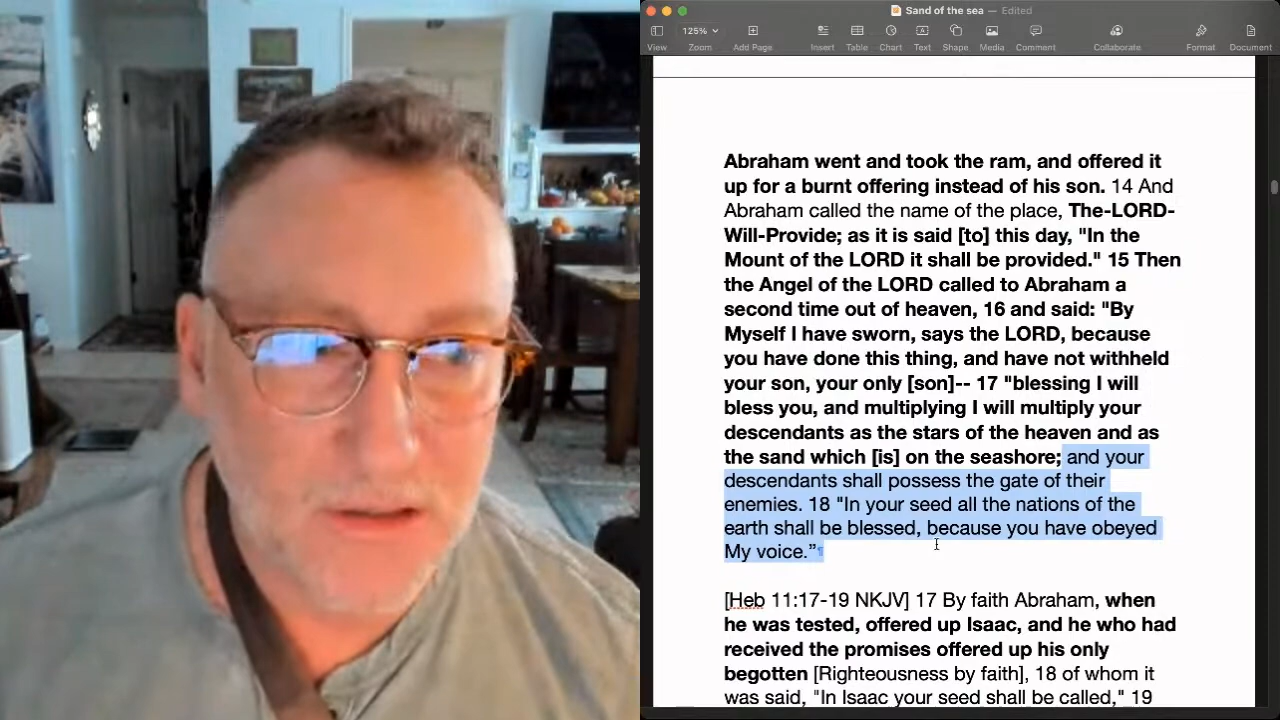 Sand of the sea — Edited
125%
View
Zoom
Add Page
Insert
Table
Chart
Text
Shape
Media
Comment
Collaborate
Format
Document
Abraham went and took the ram, and offered it
up for a burnt offering instead of his son. 14 And
Abraham called the name of the place, The-LORD-
Will-Provide; as it is said [to] this day, "In the
Mount of the LORD it shall be provided." 15 Then
the Angel of the LORD called to Abraham a
second time out of heaven, 16 and said: "By
Myself I have sworn, says the LORD, because
you have done this thing, and have not withheld
your son, your only [son]-- 17 "blessing I will
bless you, and multiplying I will multiply your
descendants as the stars of the heaven and as
the sand which [is] on the seashore; and your
descendants shall possess the gate of their
enemies. 18 "In your seed all the nations of the
earth shall be blessed, because you have obeyed
My voice.”¶
[Heb 11:17-19 NKJV] 17 By faith Abraham, when
he was tested, offered up Isaac, and he who had
received the promises offered up his only
begotten [Righteousness by faith], 18 of whom it
was said, "In Isaac your seed shall be called," 19